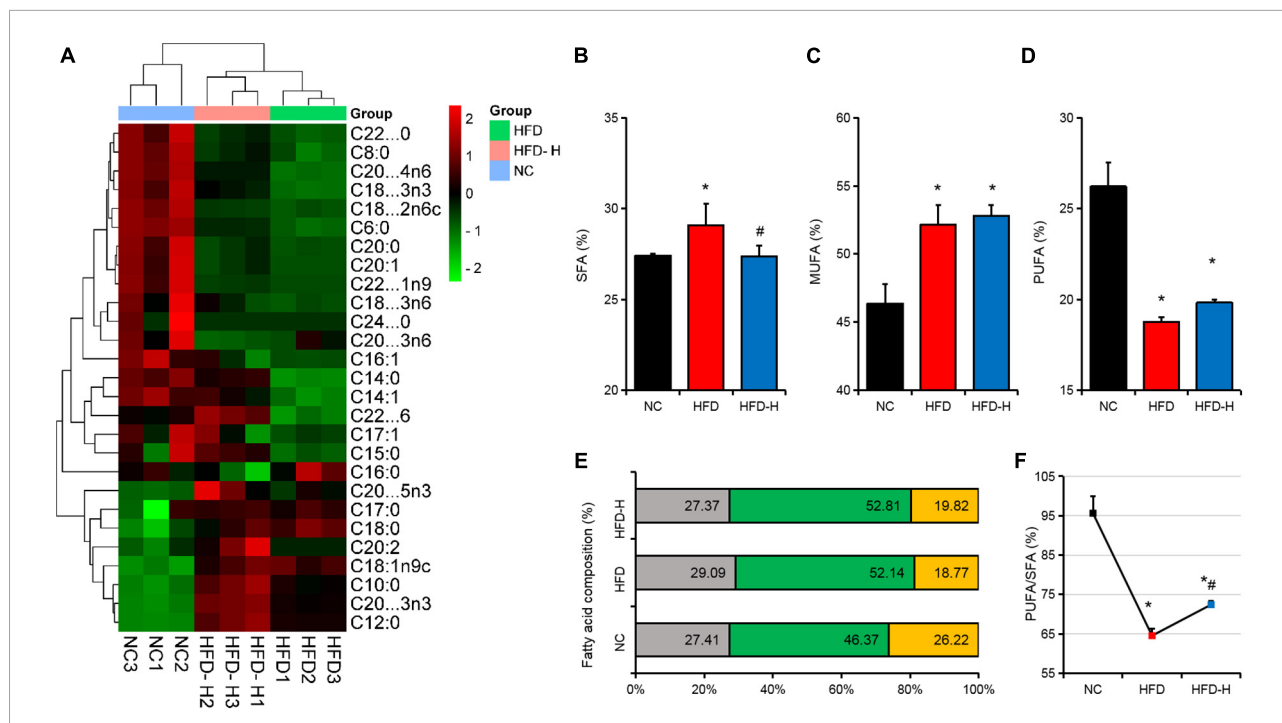 A
Group
Group
HFD
HFD- H
NC
2
1
0
- 1
- 2
C22...0
C8:0
C20...4n6
C18...3n3
C18...2n6c
C6:0
C20:0
C20:1
C22...1n9
C18...3n6
C24...0
C20...3n6
C16:1
C14:0
C14:1
C22...6
C17:1
C15:0
C16:0
C20...5n3
C17:0
C18:0
C20:2
C18:1n9c
C10:0
C20...3n3
C12:0
NC3
NC1
NC2
HFD- H2
HFD- H3
HFD- H1
HFD1
HFD2
HFD3
B
SFA (%)
35
30
25
20
*
#
NC HFD HFD-H
C
MUFA (%)
60
55
50
45
40
*
*
NC HFD HFD-H
D
PUFA (%)
30
25
20
15
*
*
NC HFD HFD-H
E
Fatty acid composition (%)
HFD-H
27.37 52.81 19.82
HFD
29.09 52.14 18.77
NC
27.41 46.37 26.22
0% 20% 40% 60% 80% 100%
F
PUFA/SFA (%)
105
95
85
75
65
55
*
*#
NC HFD HFD-H